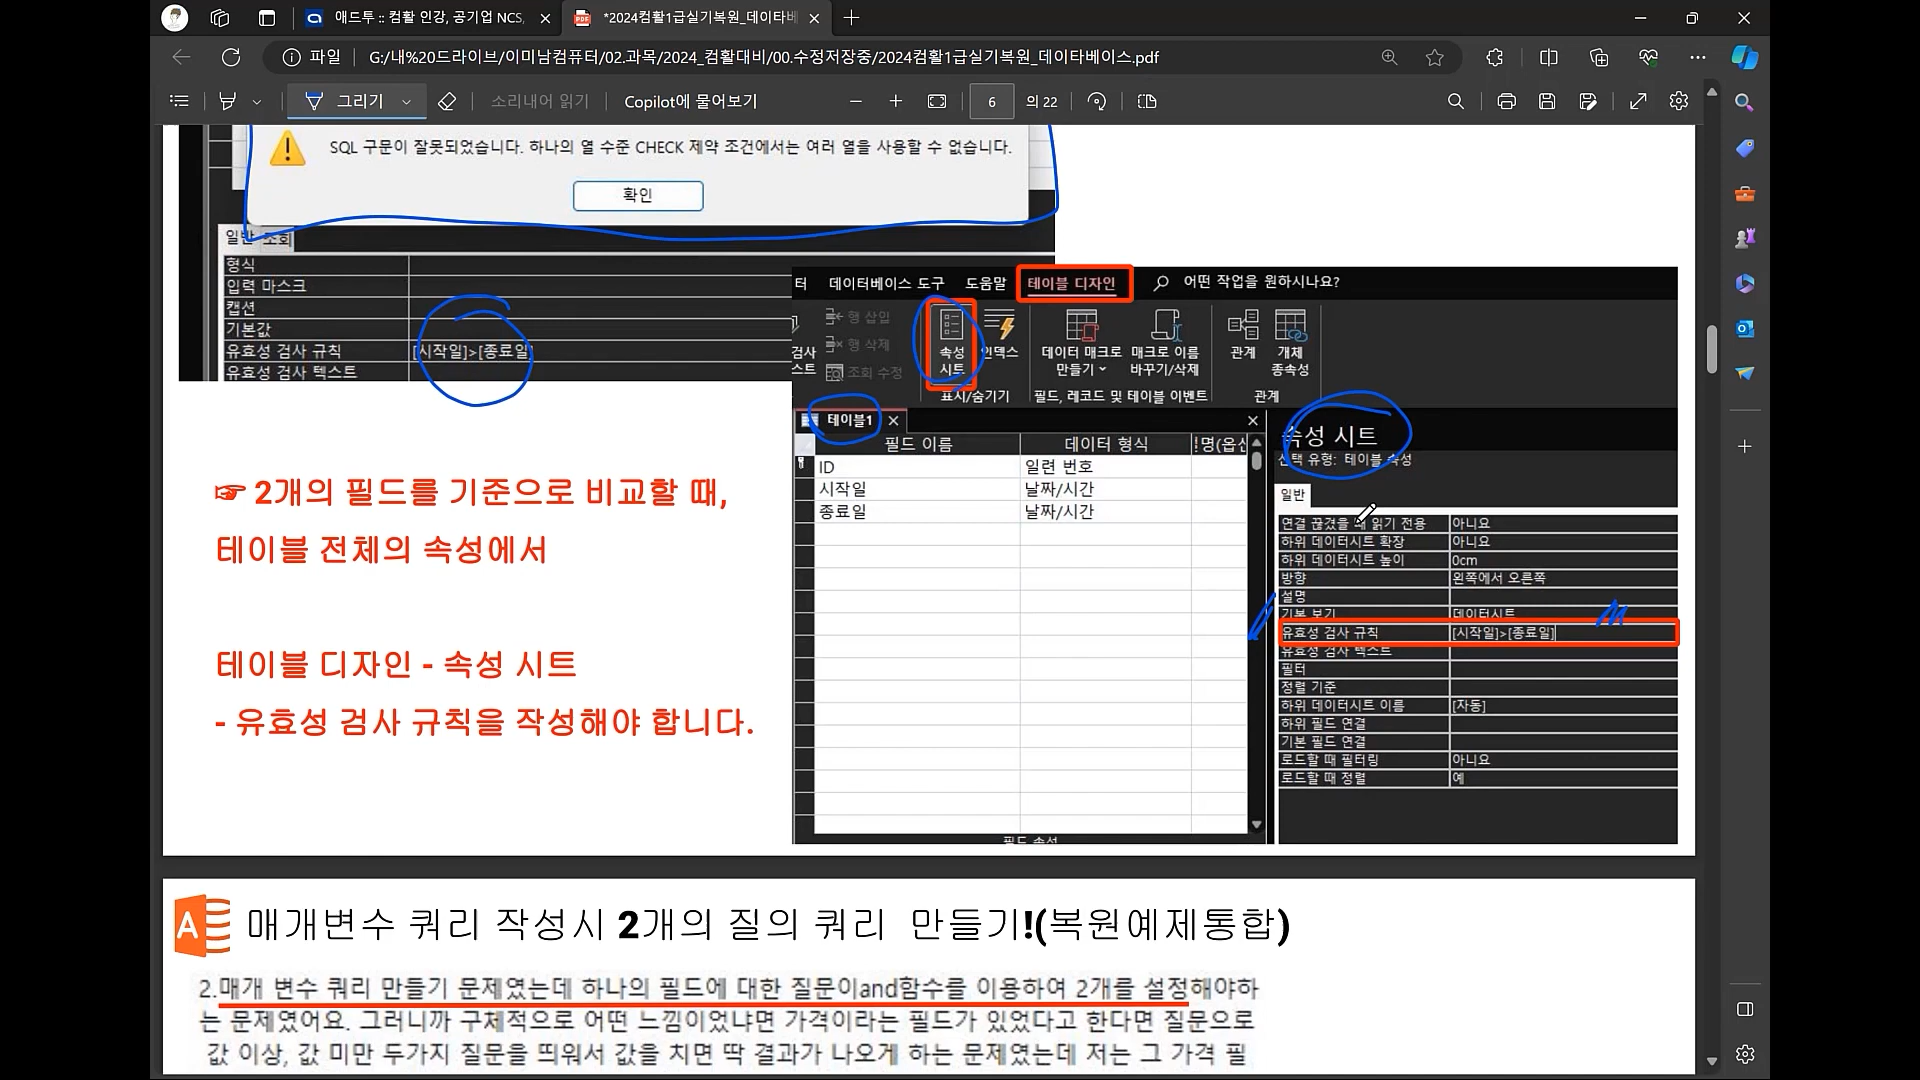 애드투 :: 컴활 인강, 공기업 NCS,
*2024컴활1급실기복원_데이타베
파일
G:/내%20드라이브/이미남컴퓨터/02.과목/2024_컴활대비/00.수정저장중/2024컴활1급실기복원_데이타베이스.pdf
그리기
소리내어 읽기
Copilot에 물어보기
6
의 22
SQL 구문이 잘못되었습니다. 하나의 열 수준 CHECK 제약 조건에서는 여러 열을 사용할 수 없습니다.
확인
일반 조회
형식
입력 마스크
캡션
기본값
유효성 검사 규칙 [시작일]>[종료일]
유효성 검사 텍스트
☞ 2개의 필드를 기준으로 비교할 때,
테이블 전체의 속성에서
테이블 디자인 - 속성 시트
- 유효성 검사 규칙을 작성해야 합니다.
터 데이터베이스 도구 도움말 테이블 디자인 어떤 작업을 원하시나요?
검사
스트
행 삽입
행 삭제
조회 수정
속성
시트
인덱스
표시/숨기기
데이터 매크로
만들기
매크로 이름
바꾸기/삭제
필드, 레코드 및 테이블 이벤트
관계
개체
종속성
관계
테이블1
필드 이름 데이터 형식
ID 일련 번호
시작일 날짜/시간
종료일 날짜/시간
필드 속성
속성 시트
선택 유형: 테이블 속성
일반
연결 끊겼을 때 읽기 전용 아니요
하위 데이터시트 확장 아니요
하위 데이터시트 높이 0cm
방향 왼쪽에서 오른쪽
설명
기본 보기 데이터시트
유효성 검사 규칙 [시작일]>[종료일]
유효성 검사 텍스트
필터
정렬 기준
하위 데이터시트 이름 [자동]
하위 필드 연결
기본 필드 연결
로드할 때 필터링 아니요
로드할 때 정렬 예
매개변수 쿼리 작성시 2개의 질의 쿼리 만들기!(복원예제통합)
2.매개 변수 쿼리 만들기 문제였는데 하나의 필드에 대한 질문이and함수를 이용하여 2개를 설정해야하
는 문제였어요. 그러니까 구체적으로 어떤 느낌이었냐면 가격이라는 필드가 있었다고 한다면 질문으로
값 이상, 값 미만 두가지 질문을 띄워서 값을 치면 딱 결과가 나오게 하는 문제였는데 저는 그 가격 필